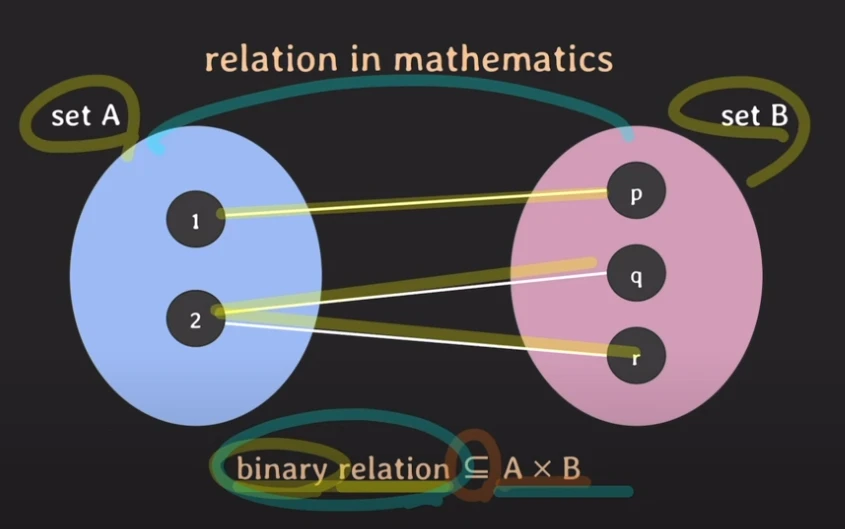 relation in mathematics
set A
set B
1
p
2
q
r
binary relation ⊆ A × B